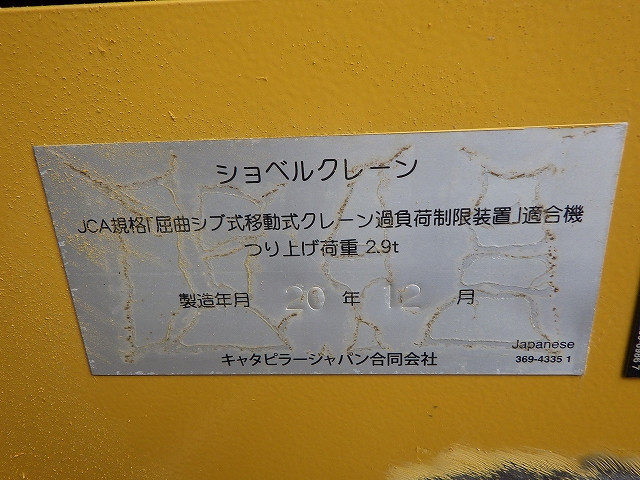 ショベルクレーン
JCA規格「屈曲ジブ式移動式クレーン過負荷制限装置」適合機
つり上げ荷重 2.9t
製造年月 20 年 12 月
キャタピラージャパン合同会社
Japanese
369-4335 1